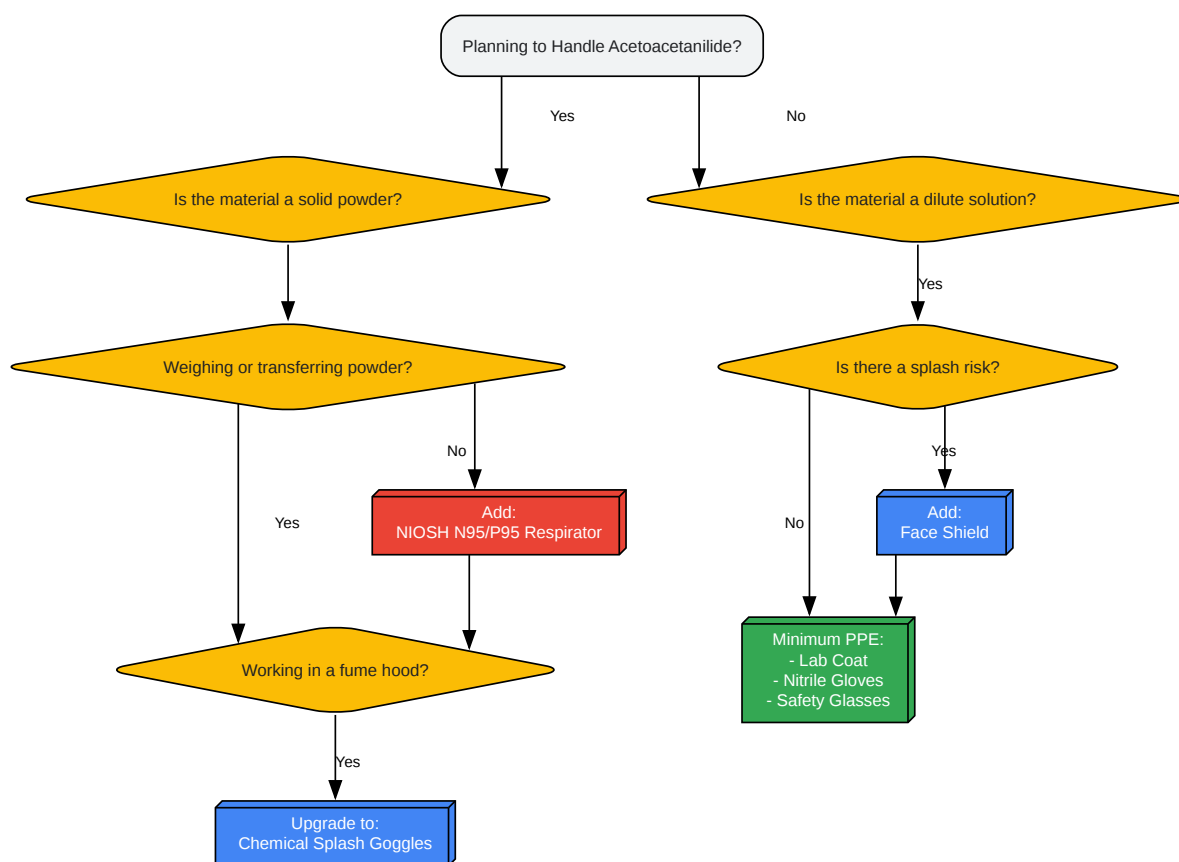 Planning to Handle Acetoacetanilide?
Yes
No
Is the material a solid powder?
Is the material a dilute solution?
Yes
Weighing or transferring powder?
Is there a splash risk?
No
Yes
Add:
NIOSH N95/P95 Respirator
Add:
Face Shield
Yes
No
Minimum PPE:
- Lab Coat
- Nitrile Gloves
- Safety Glasses
Working in a fume hood?
Yes
Upgrade to:
Chemical Splash Goggles